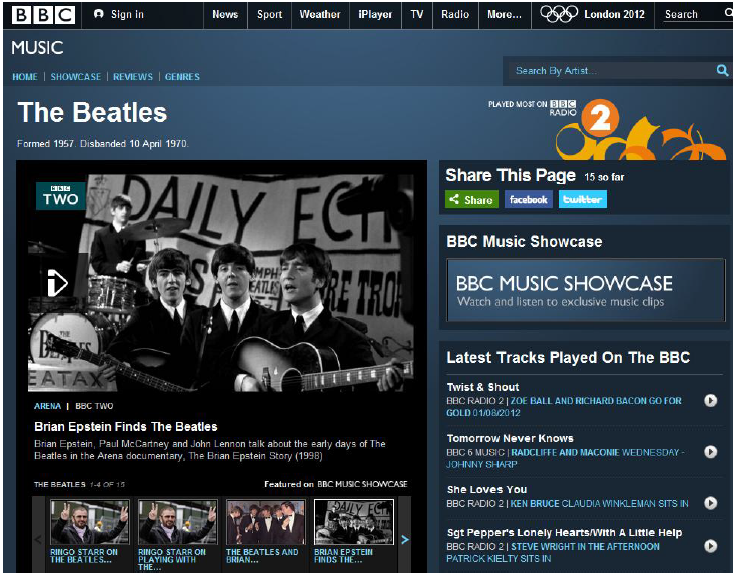 BBC Sign in News Sport Weather iPlayer TV Radio More... London 2012 Search
MUSIC
HOME | SHOWCASE | REVIEWS | GENRES
Search By Artist...
The Beatles
Formed 1957. Disbanded 10 April 1970.
PLAYED MOST ON BBC
RADIO 2
BBC
TWO
DAILY ECH
THE
ARENA | BBC TWO
Brian Epstein Finds The Beatles
Brian Epstein, Paul McCartney and John Lennon talk about the early days of The
Beatles in the Arena documentary, The Brian Epstein Story (1998)
THE BEATLES 1-4 OF 15
Featured on BBC MUSIC SHOWCASE
RINGO STARR ON
THE BEATLES...
RINGO STARR ON
PLAYING WITH
THE...
THE BEATLES AND
BRIAN...
BRIAN EPSTEIN
FINDS THE...
Share This Page 15 so far
Share facebook twitter
BBC Music Showcase
BBC MUSIC SHOWCASE
Watch and listen to exclusive music clips
Latest Tracks Played On The BBC
Twist & Shout
BBC RADIO 2 | ZOE BALL AND RICHARD BACON GO FOR
GOLD 01/08/2012
Tomorrow Never Knows
BBC 6 MUSIC | RADCLIFFE AND MACONIE WEDNESDAY -
JOHNNY SHARP
She Loves You
BBC RADIO 2 | KEN BRUCE CLAUDIA WINKLEMAN SITS IN
Sgt Pepper's Lonely Hearts/With A Little Help
BBC RADIO 2 | STEVE WRIGHT IN THE AFTERNOON
PATRICK KIELTY SITS IN